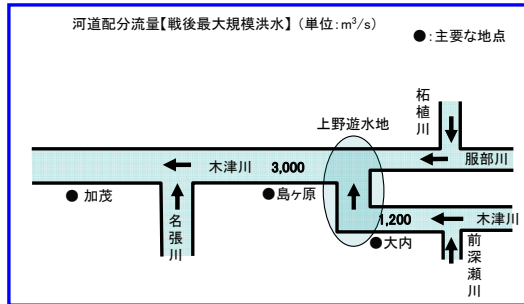 河道配分流量【戦後最大規模洪水】（単位:m³/s）
●:主要な地点
柘植川
上野遊水地
木津川
3,000
服部川
●加茂
名張川
●島ヶ原
1,200
木津川
●大内
前深瀬川